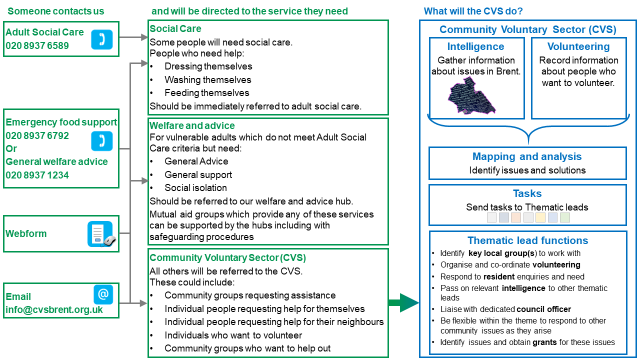 Someone contacts us
and will be directed to the service they need
What will the CVS do?
Adult Social Care
020 8937 6589
Emergency food support
020 8937 6792
Or
General welfare advice
020 8937 1234
Webform
Email
info@cvsbrent.org.uk
Social Care
Some people will need social care.
People who need help:
• Dressing themselves
• Washing themselves
• Feeding themselves
Should be immediately referred to adult social care.
Welfare and advice
For vulnerable adults which do not meet Adult Social
Care criteria but need:
• General Advice
• General support
• Social isolation
Should be referred to our welfare and advice hub.
Mutual aid groups which provide any of these services
can be supported by the hubs including with
safeguarding procedures
Community Voluntary Sector (CVS)
All others will be referred to the CVS.
These could include:
• Community groups requesting assistance
• Individual people requesting help for themselves
• Individual people requesting help for their neighbours
• Individuals who want to volunteer
• Community groups who want to help out
Community Voluntary Sector (CVS)
Intelligence
Gather information
about issues in Brent.
Volunteering
Record information
about people who
want to volunteer.
Mapping and analysis
Identify issues and solutions
Tasks
Send tasks to Thematic leads
Thematic lead functions
• Identify key local group(s) to work with
• Organise and co-ordinate volunteering
• Respond to resident enquiries and need
• Pass on relevant intelligence to other thematic
leads
• Liaise with dedicated council officer
• Be flexible within the theme to respond to other
community issues as they arise
• Identify issues and obtain grants for these issues